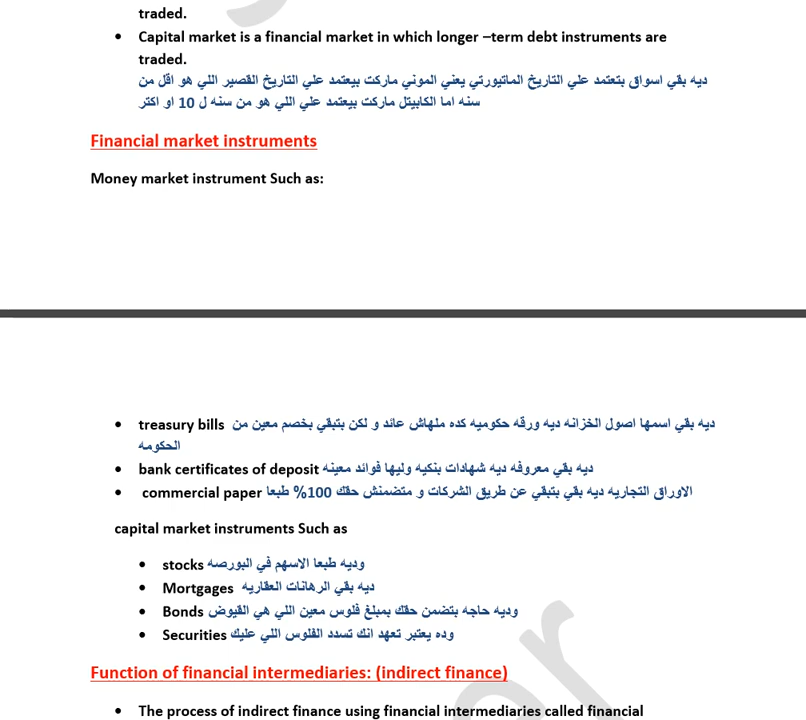 traded.
• Capital market is a financial market in which longer –term debt instruments are
traded.
ديه بقي اسواق بتعتمد علي التاريخ الماتيورتي يعني الموني ماركت بيعتمد علي التاريخ القصير اللي هو اقل من
سنه اما الكابيتل ماركت بيعتمد علي اللي هو من سنه ل 10 او اكتر
Financial market instruments
Money market instrument Such as:
• treasury bills ديه بقي اسمها اصول الخزانه ديه ورقه حكوميه كده ملهاش عائد و لكن بتبقي بخصم معين من
الحكومه
• bank certificates of deposit ديه بقي معروفه ديه شهادات بنكيه وليها فوائد معينه
• commercial paper الاوراق التجاريه ديه بقي بتبقي عن طريق الشركات و متضمنش حقك 100% طبعا
capital market instruments Such as
• stocks وديه طبعا الاسهم في البورصه
• Mortgages ديه بقي الرهانات العقاريه
• Bonds وديه حاجه بتضمن حقك بمبلغ فلوس معين اللي هي القيوض
• Securities وده يعتبر تعهد انك تسدد الفلوس اللي عليك
Function of financial intermediaries: (indirect finance)
• The process of indirect finance using financial intermediaries called financial